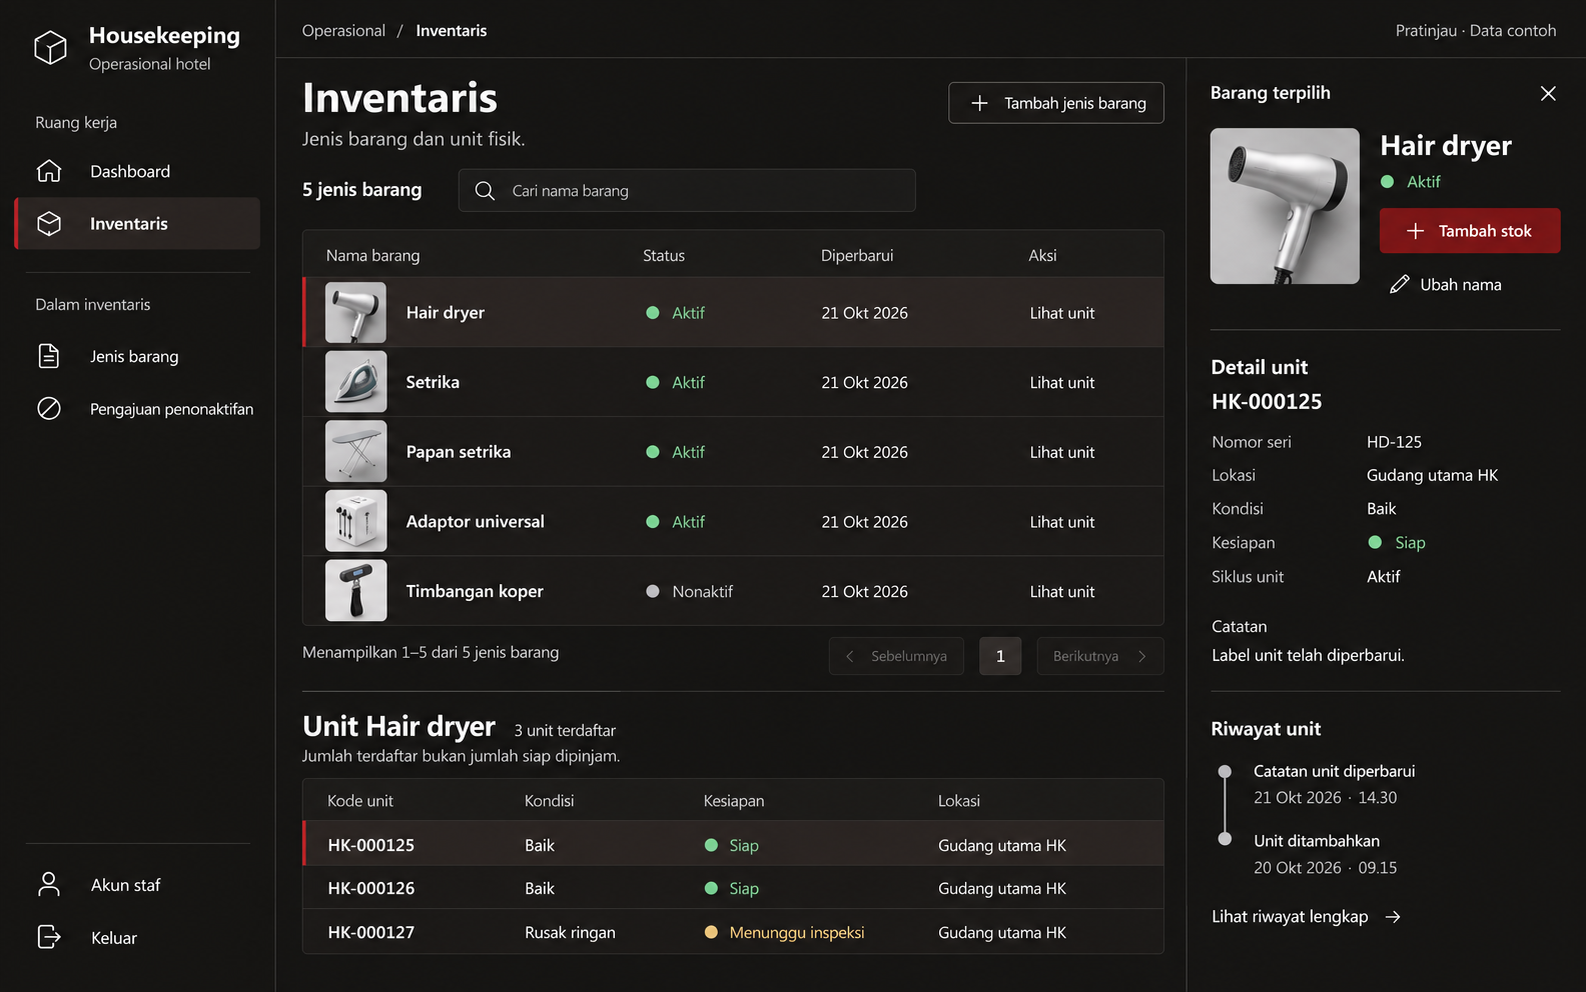 Housekeeping
Operasional hotel
Ruang kerja
Dashboard
Inventaris
Dalam inventaris
Jenis barang
Pengajuan penonaktifan
Akun staf
Keluar
Operasional / Inventaris
Pratinjau · Data contoh
Inventaris
Jenis barang dan unit fisik.
+ Tambah jenis barang
5 jenis barang
Cari nama barang
Nama barang Status Diperbarui Aksi
Hair dryer Aktif 21 Okt 2026 Lihat unit
Setrika Aktif 21 Okt 2026 Lihat unit
Papan setrika Aktif 21 Okt 2026 Lihat unit
Adaptor universal Aktif 21 Okt 2026 Lihat unit
Timbangan koper Nonaktif 21 Okt 2026 Lihat unit
Menampilkan 1–5 dari 5 jenis barang
Sebelumnya 1 Berikutnya
Unit Hair dryer 3 unit terdaftar
Jumlah terdaftar bukan jumlah siap dipinjam.
Kode unit Kondisi Kesiapan Lokasi
HK-000125 Baik Siap Gudang utama HK
HK-000126 Baik Siap Gudang utama HK
HK-000127 Rusak ringan Menunggu inspeksi Gudang utama HK
Barang terpilih
Hair dryer
Aktif
+ Tambah stok
Ubah nama
Detail unit
HK-000125
Nomor seri HD-125
Lokasi Gudang utama HK
Kondisi Baik
Kesiapan Siap
Siklus unit Aktif
Catatan
Label unit telah diperbarui.
Riwayat unit
Catatan unit diperbarui
21 Okt 2026 · 14.30
Unit ditambahkan
20 Okt 2026 · 09.15
Lihat riwayat lengkap →